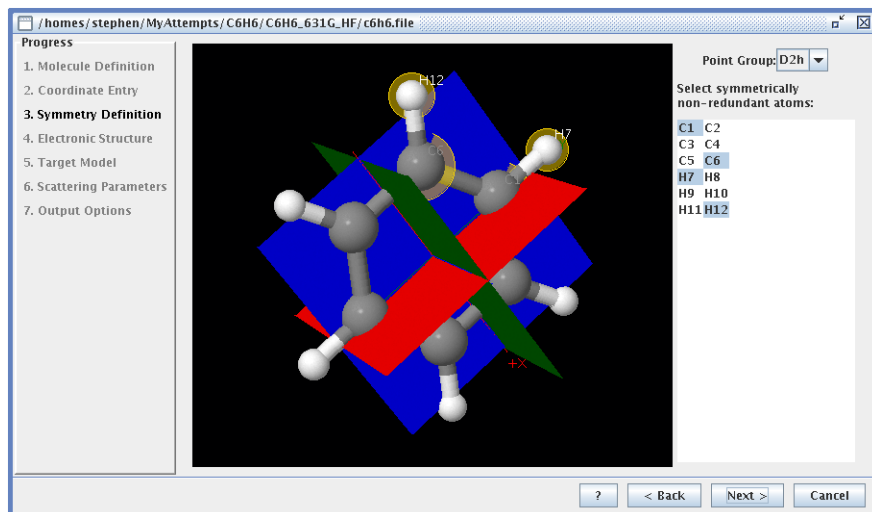 /homes/stephen/MyAttempts/C6H6/C6H6_631G_HF/c6h6.file
Progress
1. Molecule Definition
2. Coordinate Entry
3. Symmetry Definition
4. Electronic Structure
5. Target Model
6. Scattering Parameters
7. Output Options
H12
H7
C6
C1
+X
Point Group: D2h
Select symmetrically
non-redundant atoms:
C1 C2
C3 C4
C5 C6
H7 H8
H9 H10
H11 H12
? < Back Next > Cancel